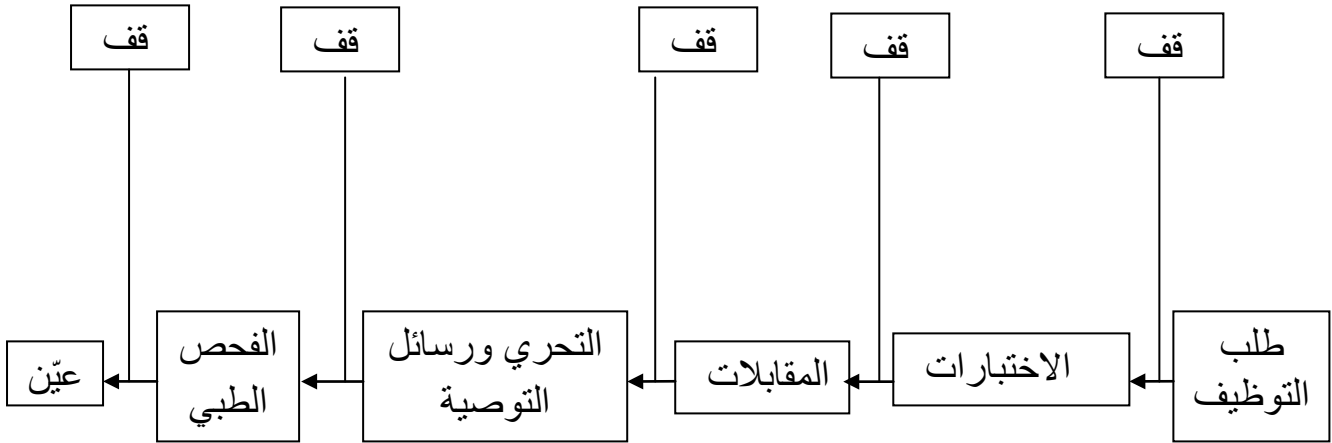 قف
قف
قف
قف
قف
طلب
التوظيف
الاختبارات
المقابلات
التحري ورسائل
التوصية
الفحص
الطبي
عيّن